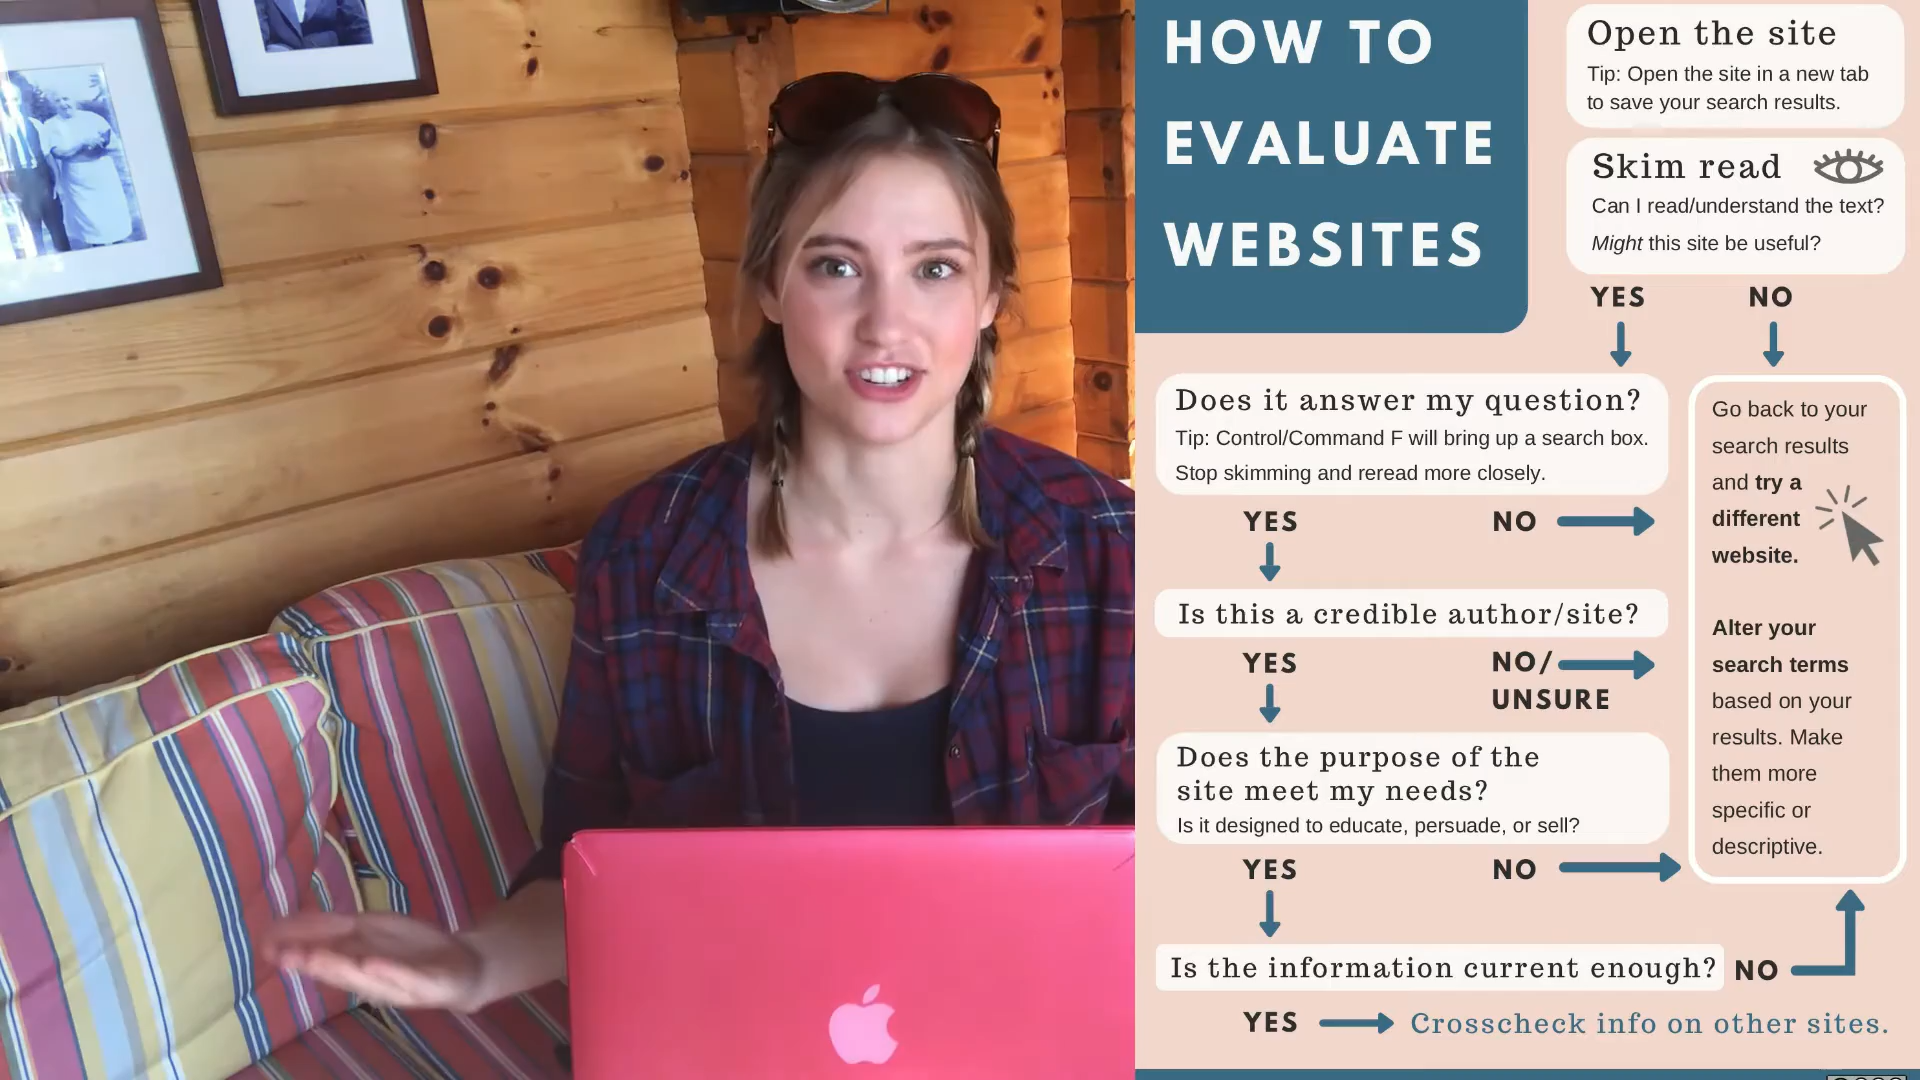 HOW TO
EVALUATE
WEBSITES
Open the site
Tip: Open the site in a new tab
to save your search results.
Skim read
Can I read/understand the text?
Might this site be useful?
YES
NO
Does it answer my question?
Tip: Control/Command F will bring up a search box.
Stop skimming and reread more closely.
YES
NO
Is this a credible author/site?
YES
NO/
UNSURE
Does the purpose of the
site meet my needs?
Is it designed to educate, persuade, or sell?
YES
NO
Is the information current enough?
NO
YES
Crosscheck info on other sites.
Go back to your
search results
and try a
different
website.
Alter your
search terms
based on your
results. Make
them more
specific or
descriptive.